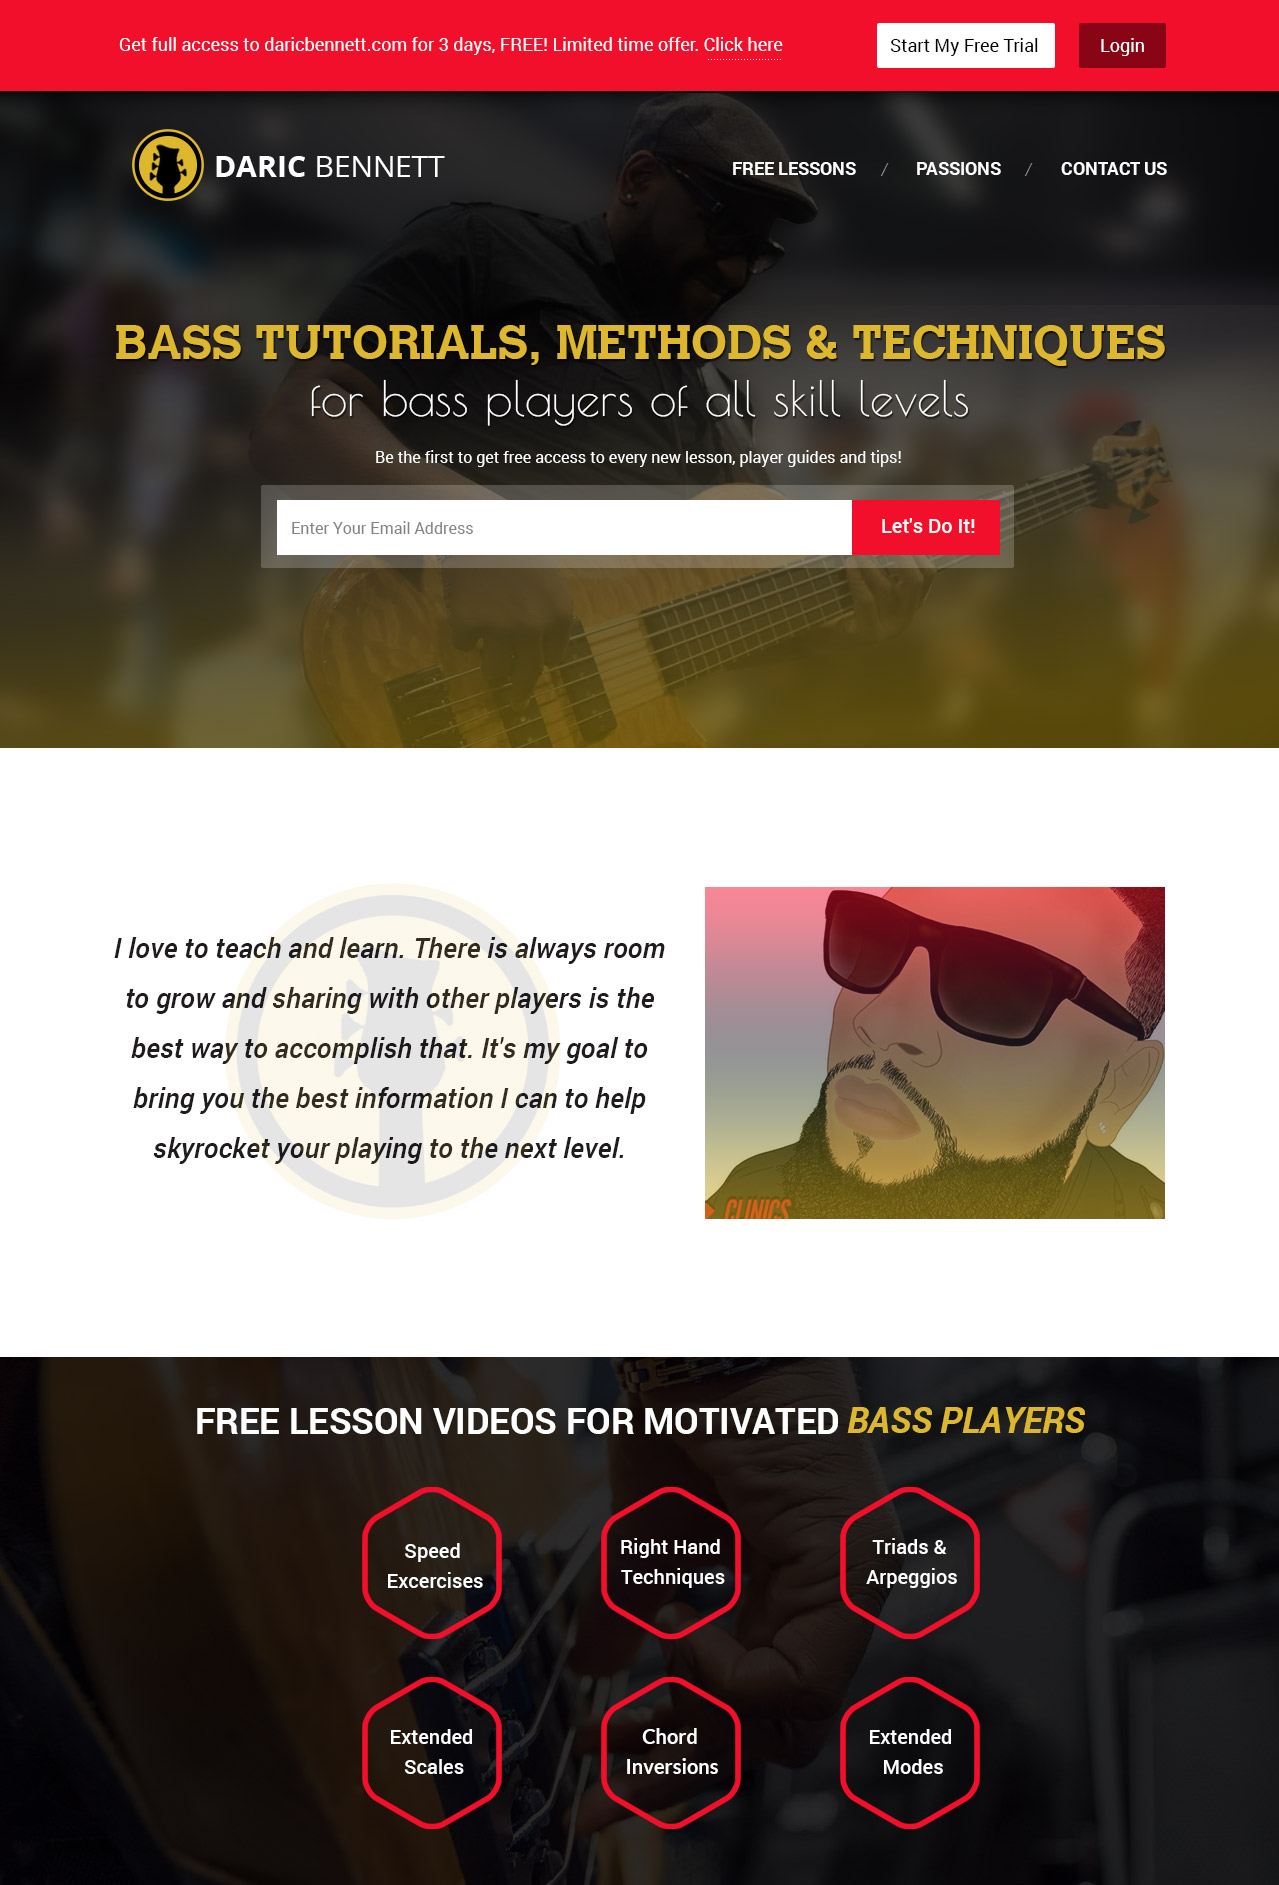 Get full access to daricbennett.com for 3 days, FREE! Limited time offer. Click here
Start My Free Trial
Login
DARIC BENNETT
FREE LESSONS / PASSIONS / CONTACT US
BASS TUTORIALS, METHODS & TECHNIQUES
for bass players of all skill levels
Be the first to get free access to every new lesson, player guides and tips!
Enter Your Email Address
Let's Do It!
I love to teach and learn. There is always room
to grow and sharing with other players is the
best way to accomplish that. It's my goal to
bring you the best information I can to help
skyrocket your playing to the next level.
CLINICS
FREE LESSON VIDEOS FOR MOTIVATED BASS PLAYERS
Speed
Excercises
Right Hand
Techniques
Triads &
Arpeggios
Extended
Scales
Chord
Inversions
Extended
Modes